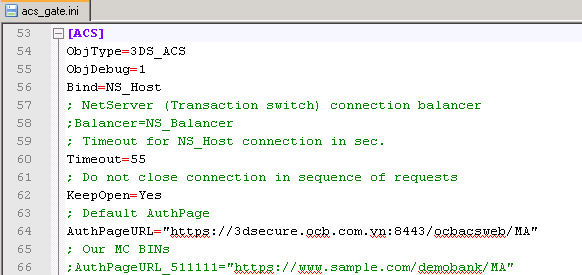 acs_gate.ini
53 [ACS]
54 ObjType=3DS_ACS
55 ObjDebug=1
56 Bind=NS_Host
57 ; NetServer (Transaction switch) connection balancer
58 ;Balancer=NS_Balancer
59 ; Timeout for NS_Host connection in sec.
60 Timeout=55
61 ; Do not close connection in sequence of requests
62 KeepOpen=Yes
63 ; Default AuthPage
64 AuthPageURL="https://3dsecure.ocb.com.vn:8443/ocbacsweb/MA"
65 ; Our MC BINs
66 ;AuthPageURL_511111="https://www.sample.com/demobank/MA"